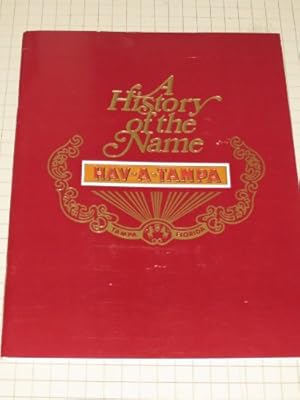 A
History
of the
Name
HAV-A-TAMPA
TAMPA FLORIDA